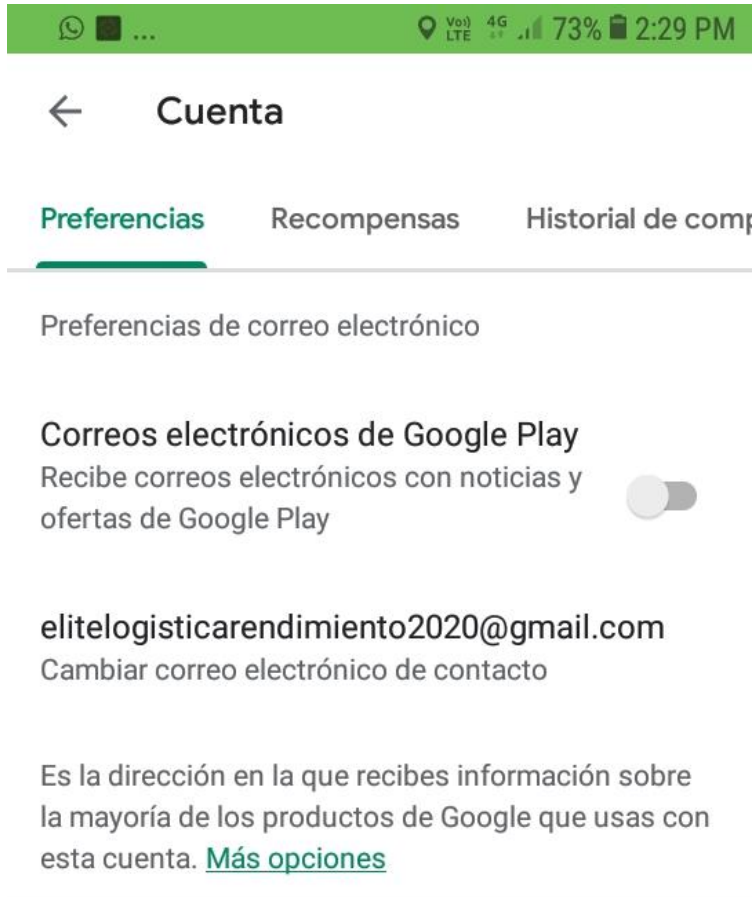 ... Voi) LTE 4G 73% 2:29 PM
Cuenta
Preferencias Recompensas Historial de comp
Preferencias de correo electrónico
Correos electrónicos de Google Play
Recibe correos electrónicos con noticias y
ofertas de Google Play
elitelogisticarendimiento2020@gmail.com
Cambiar correo electrónico de contacto
Es la dirección en la que recibes información sobre
la mayoría de los productos de Google que usas con
esta cuenta. Más opciones